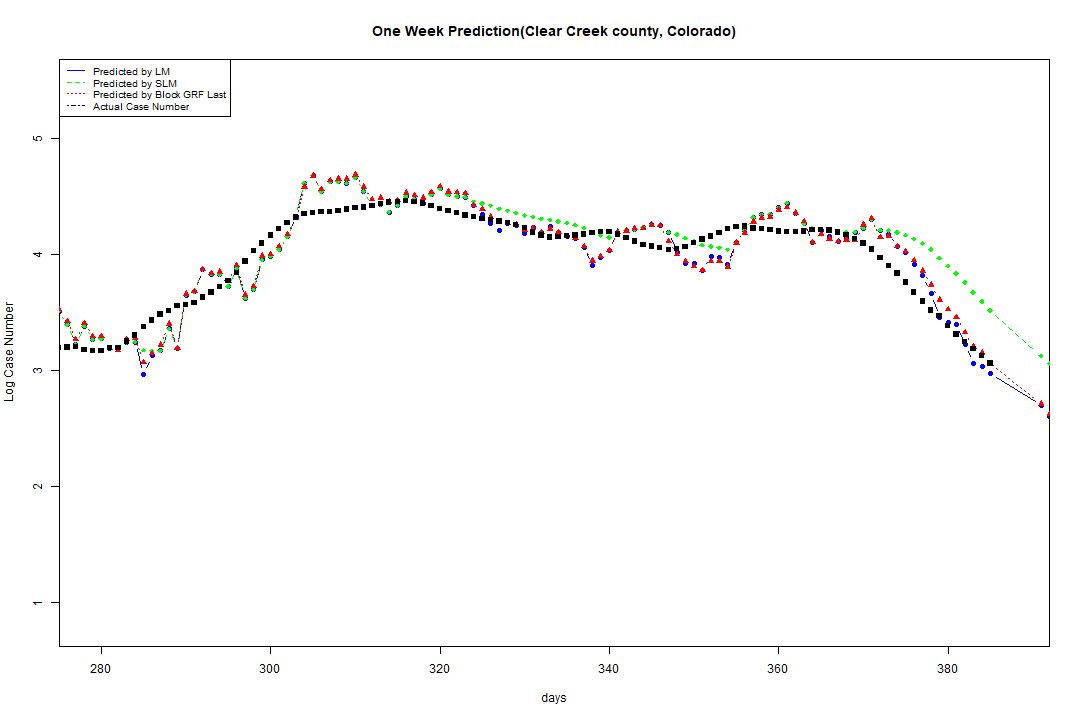 One Week Prediction(Clear Creek county, Colorado)
Predicted by LM
Predicted by SLM
Predicted by Block GRF Last
Actual Case Number
5
4
3
2
1
Log Case Number
280 300 320 340 360 380
days